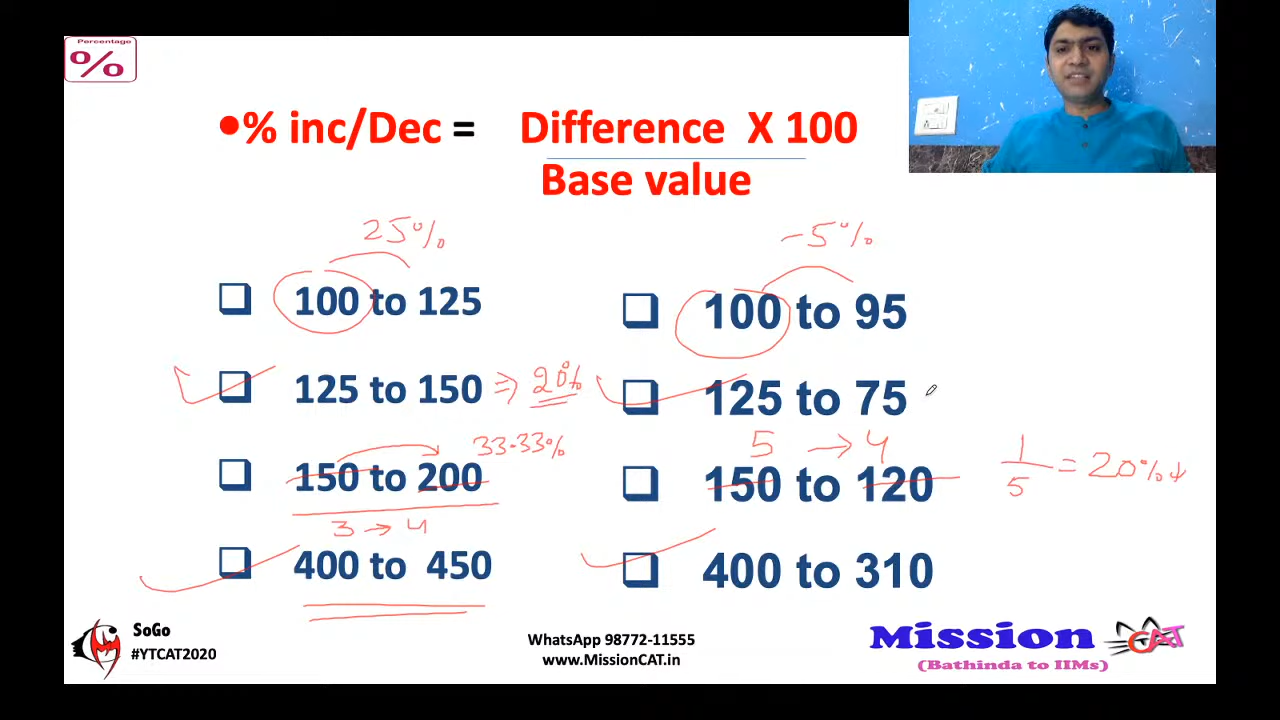 Percentage
%
•% inc/Dec = Difference X 100
Base value
25%
-5%
100 to 125
100 to 95
125 to 150 => 20%
125 to 75
33.33%
5 → 4
1/5 = 20%↓
150 to 200
150 to 120
3 → 4
400 to 450
400 to 310
SoGo
#YTCAT2020
WhatsApp 98772-11555
www.MissionCAT.in
Mission CAT
(Bathinda to IIMs)